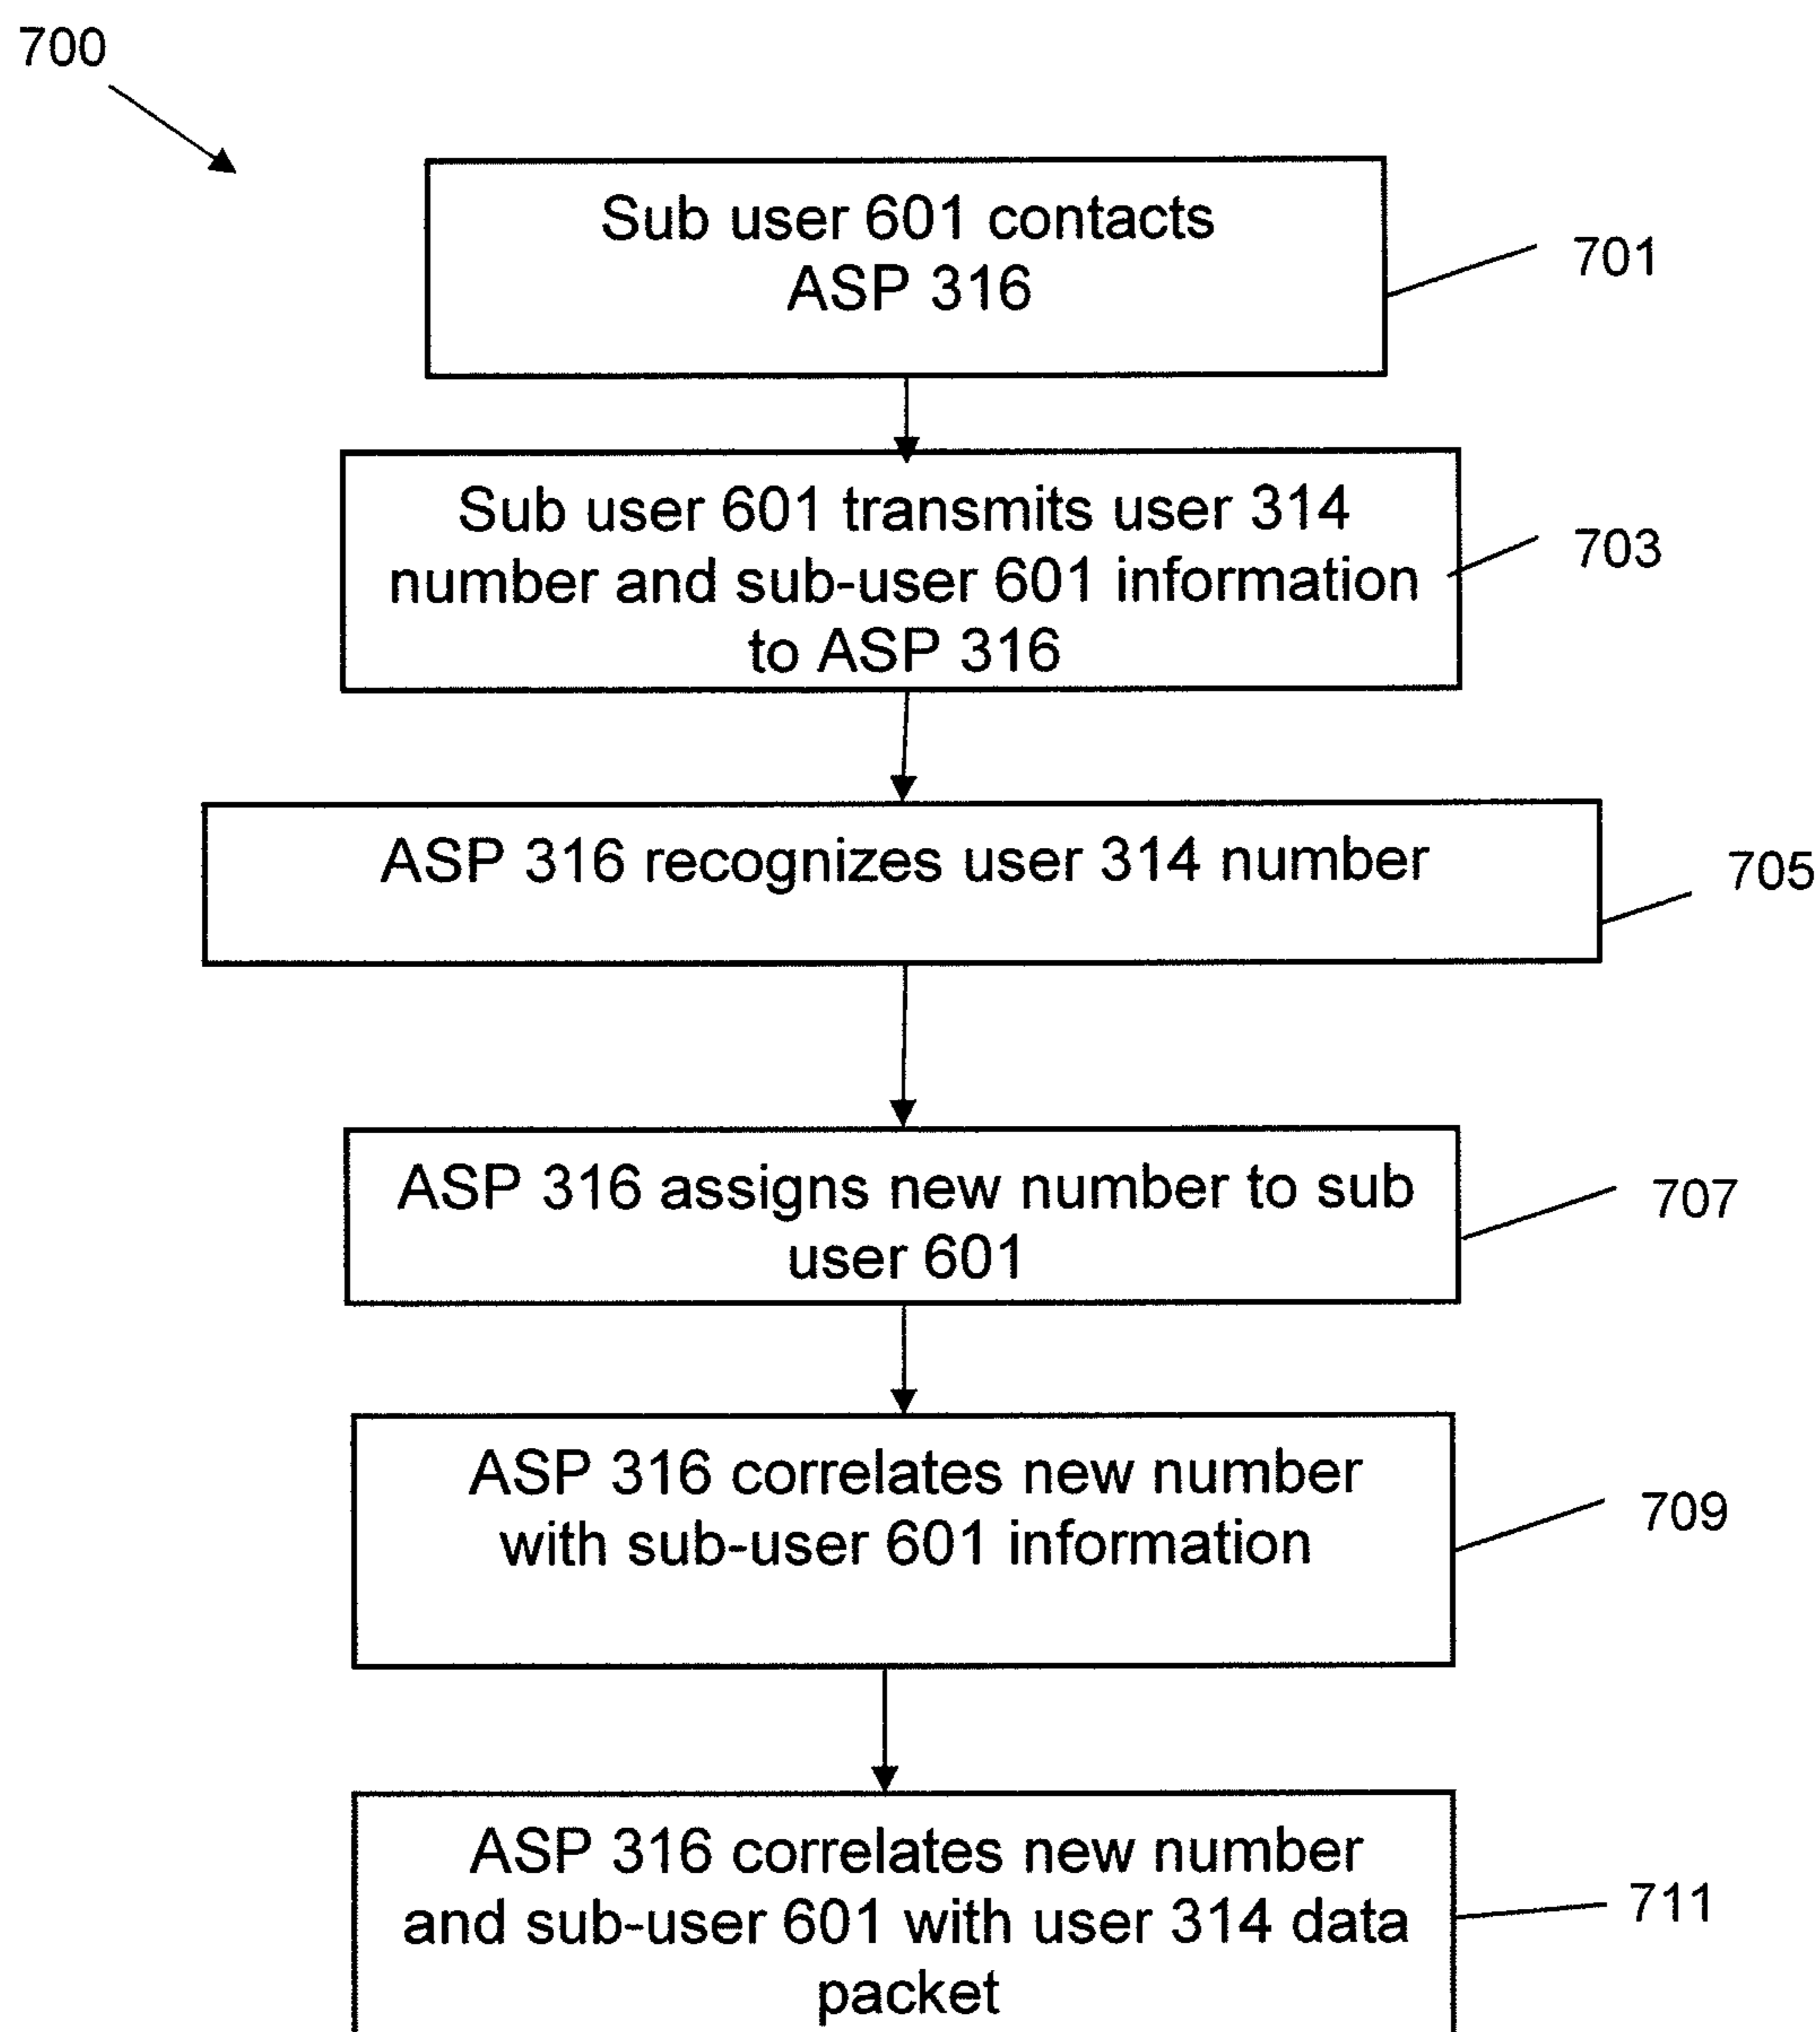 700
Sub user 601 contacts
ASP 316
701
Sub user 601 transmits user 314
number and sub-user 601 information
to ASP 316
703
ASP 316 recognizes user 314 number
705
ASP 316 assigns new number to sub
user 601
707
ASP 316 correlates new number
with sub-user 601 information
709
ASP 316 correlates new number
and sub-user 601 with user 314 data
packet
711